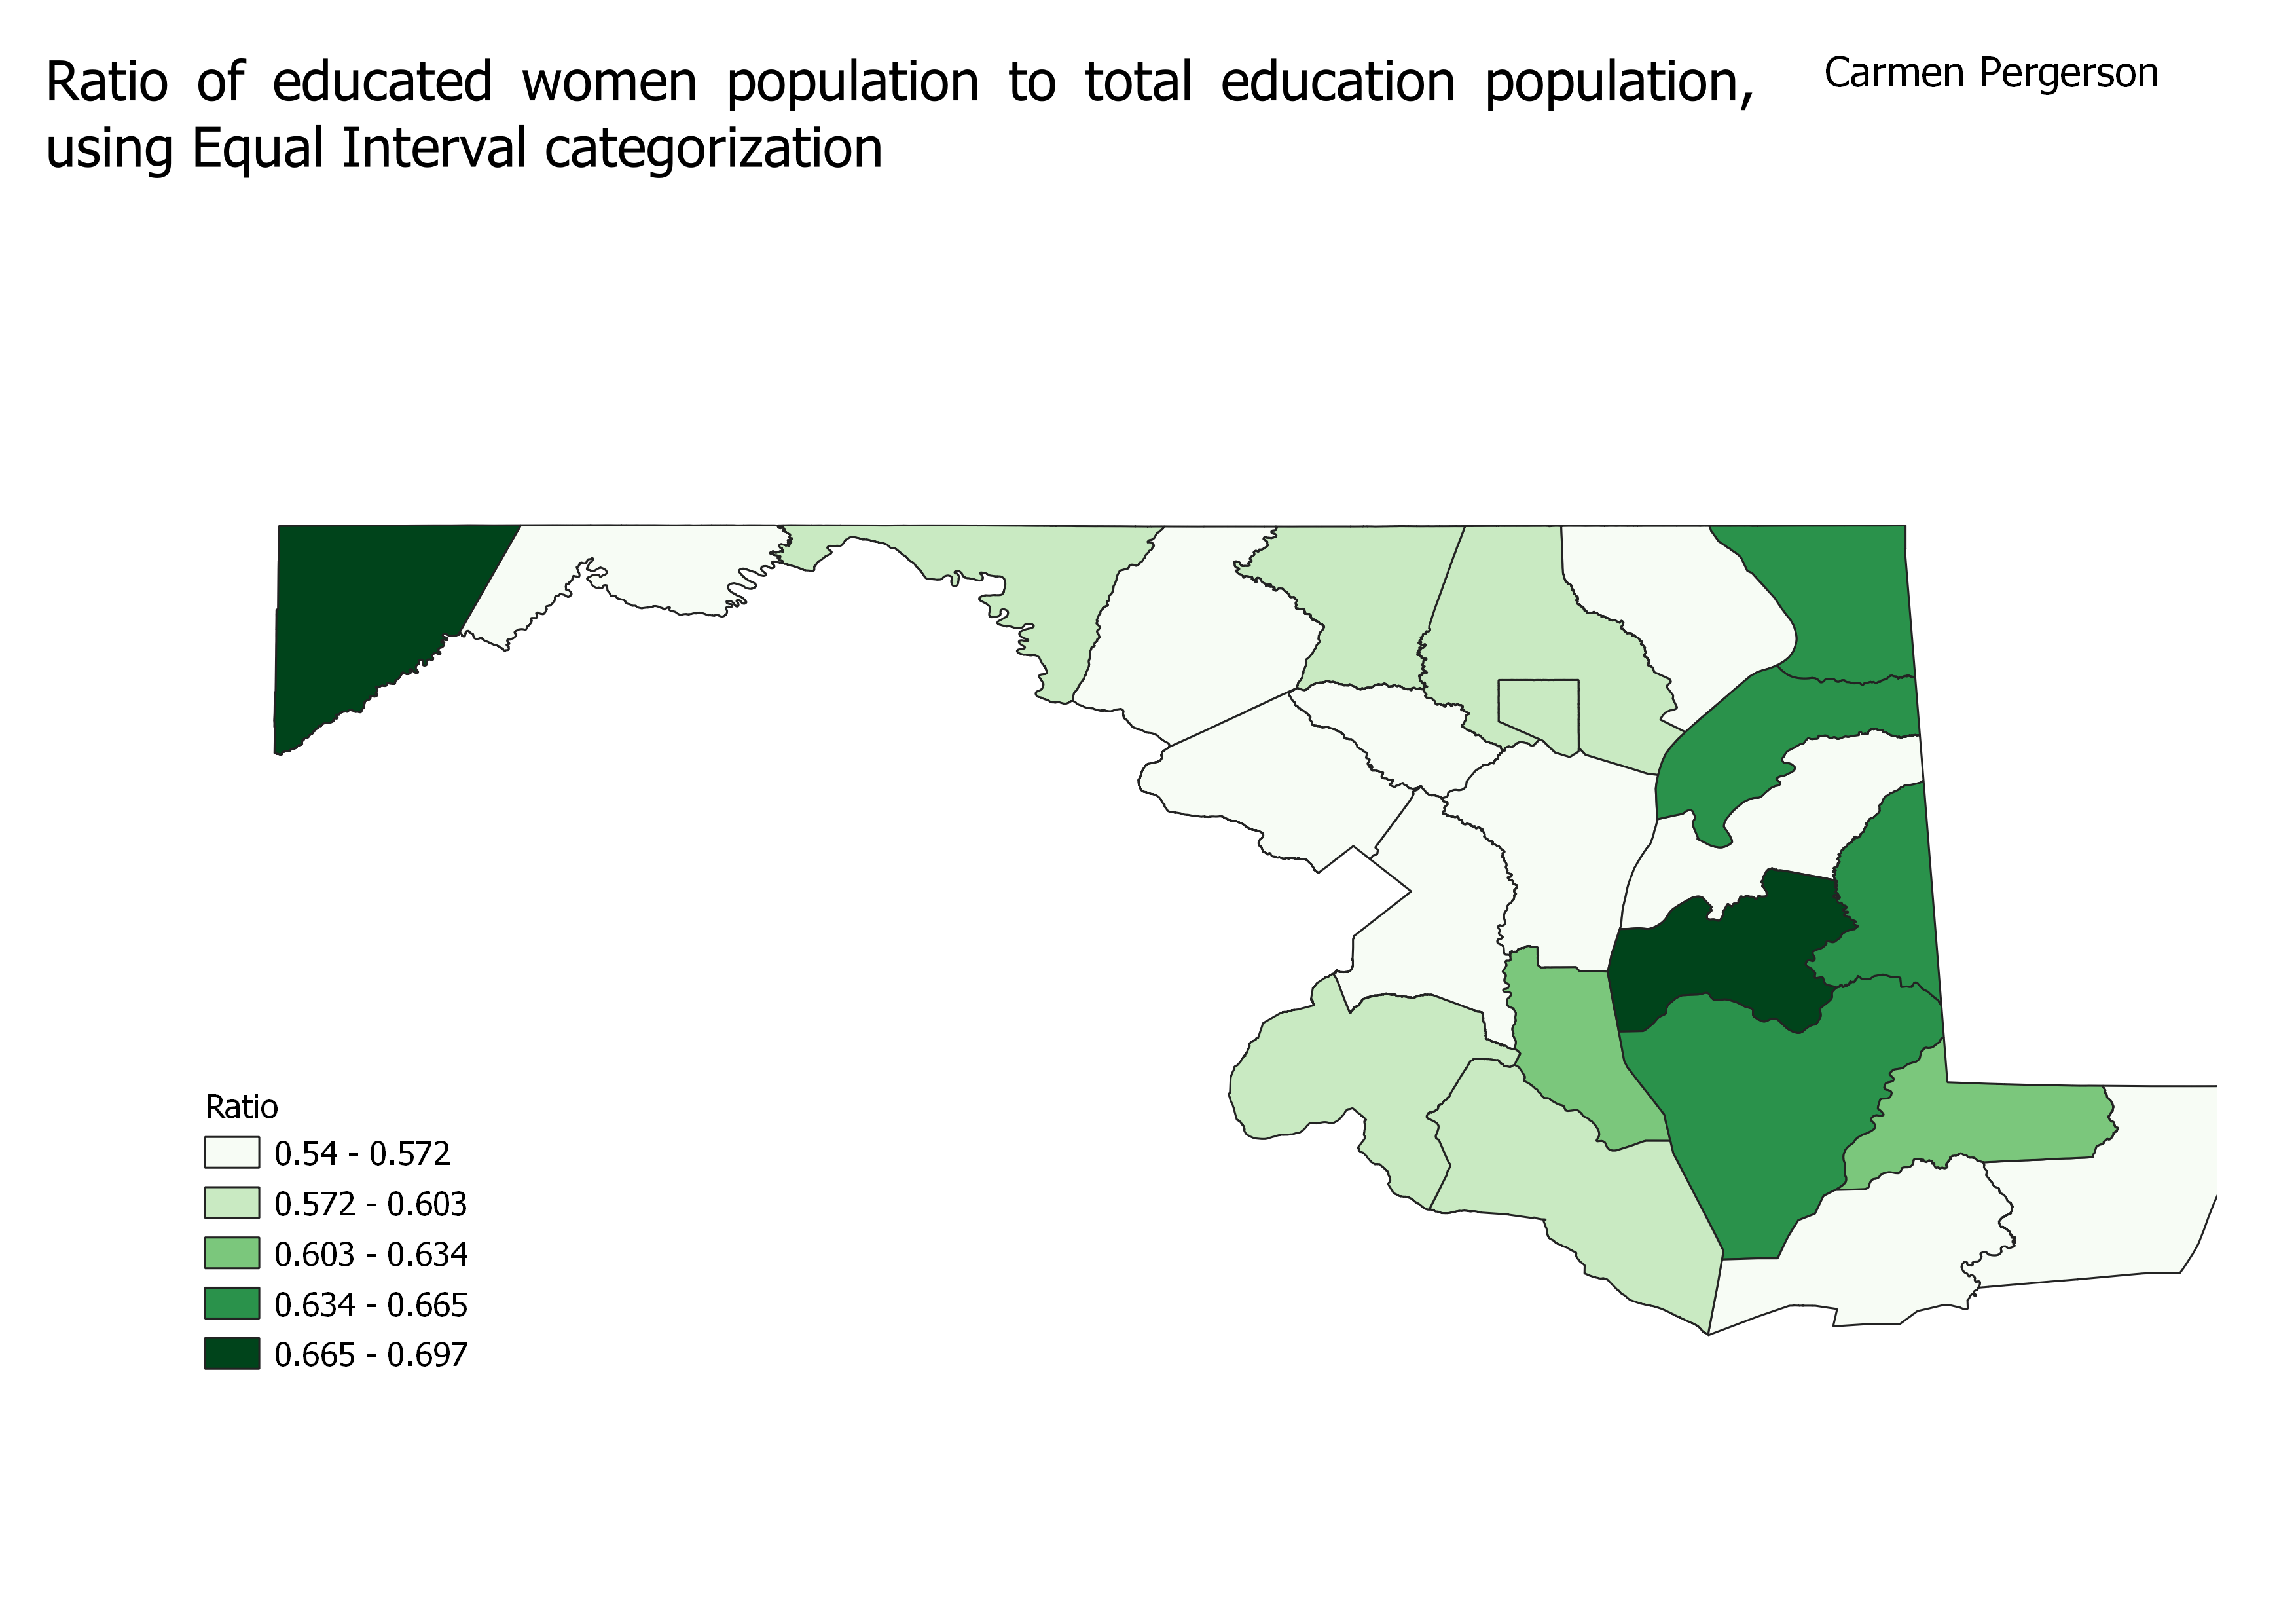 Ratio of educated women population to total education population,
using Equal Interval categorization
Carmen Pergerson
Ratio
0.54 - 0.572
0.572 - 0.603
0.603 - 0.634
0.634 - 0.665
0.665 - 0.697